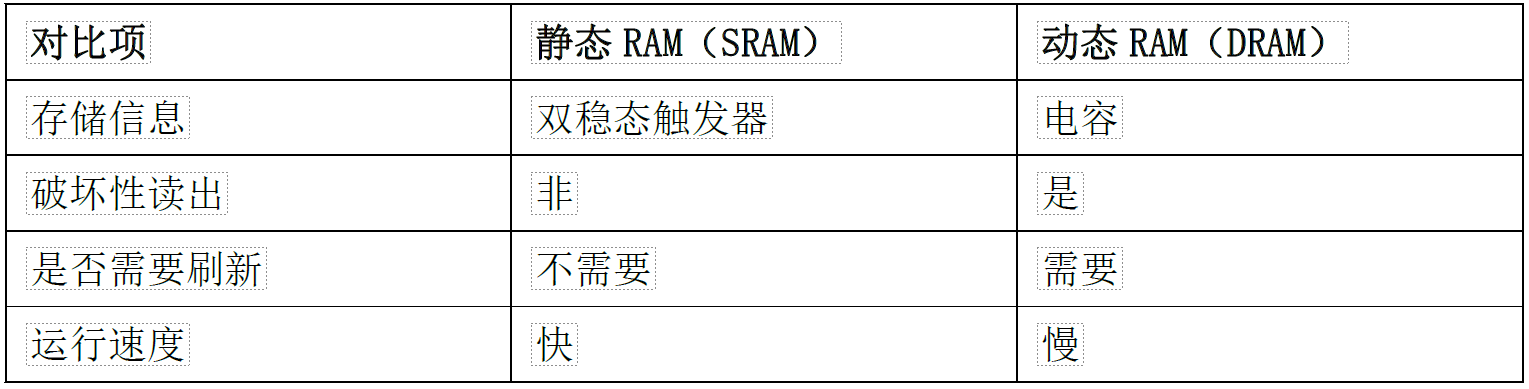 对比项 静态 RAM（SRAM） 动态 RAM（DRAM）
存储信息 双稳态触发器 电容
破坏性读出 非 是
是否需要刷新 不需要 需要
运行速度 快 慢